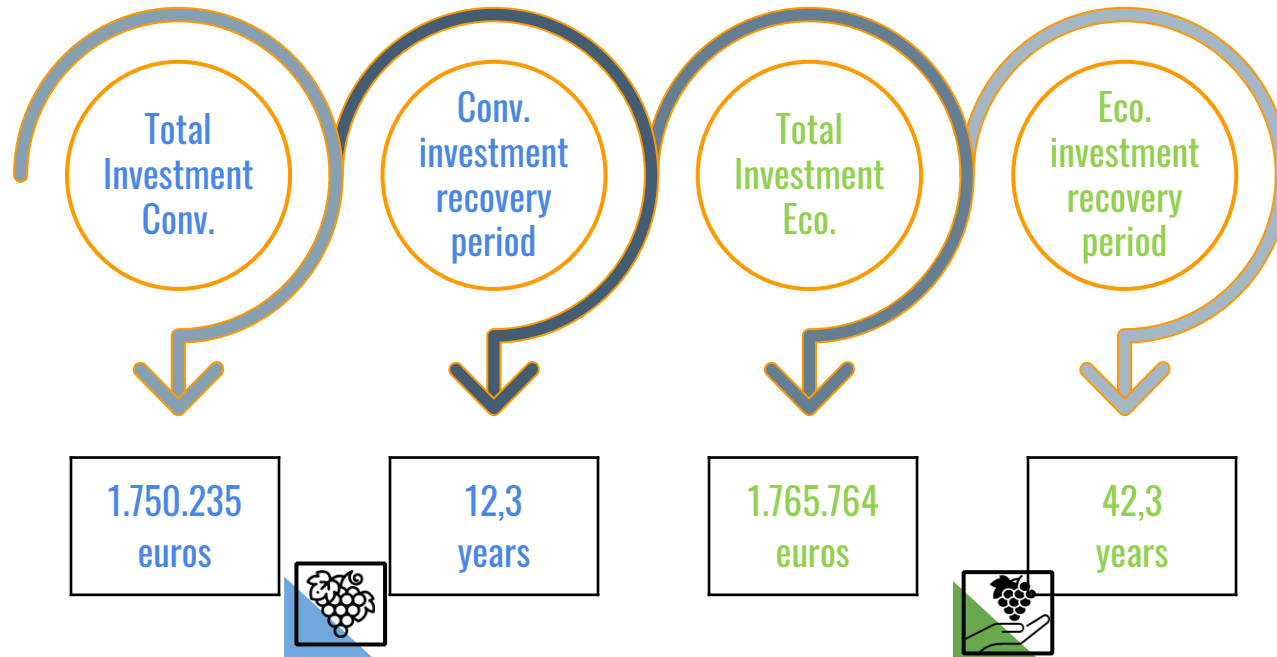 Total
Investment
Conv.
Conv.
investment
recovery
period
Total
Investment
Eco.
Eco.
investment
recovery
period
1.750.235
euros
12,3
years
1.765.764
euros
42,3
years